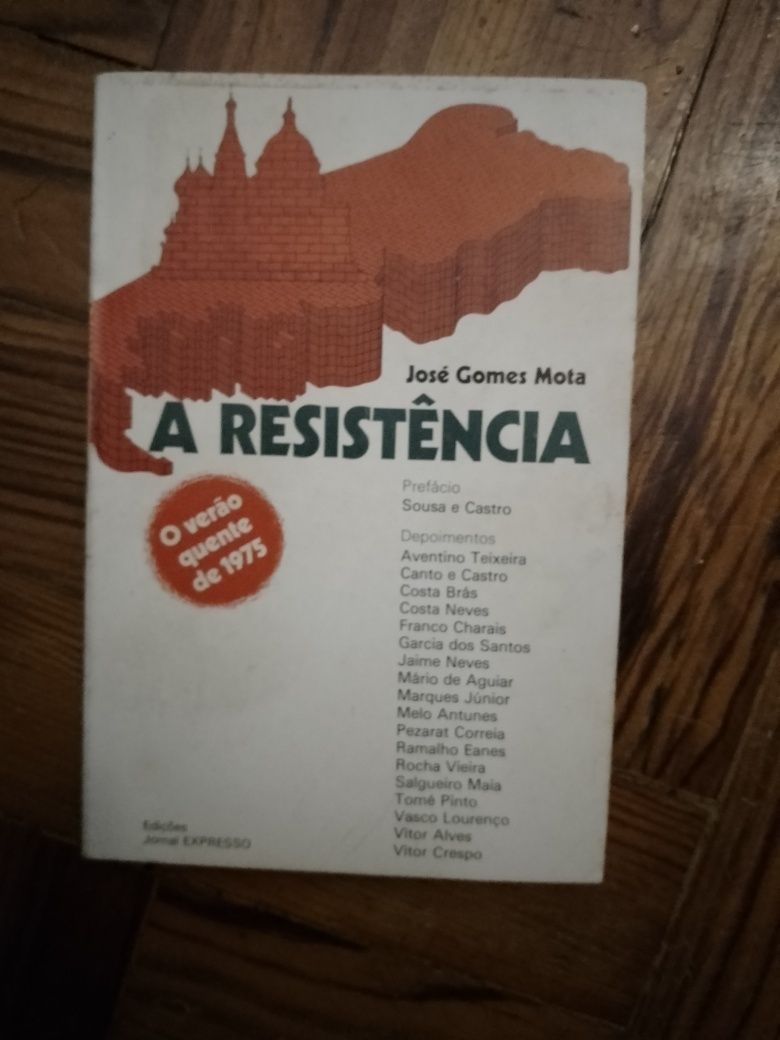 José Gomes Mota
A RESISTÊNCIA
O verão
quente
de 1975
Prefácio
Sousa e Castro
Depoimentos
Aventino Teixeira
Canto e Castro
Costa Brás
Costa Neves
Franco Charais
Garcia dos Santos
Jaime Neves
Mário de Aguiar
Marques Júnior
Melo Antunes
Pezarat Correia
Ramalho Eanes
Rocha Vieira
Salgueiro Maia
Tomé Pinto
Vasco Lourenço
Vítor Alves
Vítor Crespo
Edições
Jornal EXPRESSO